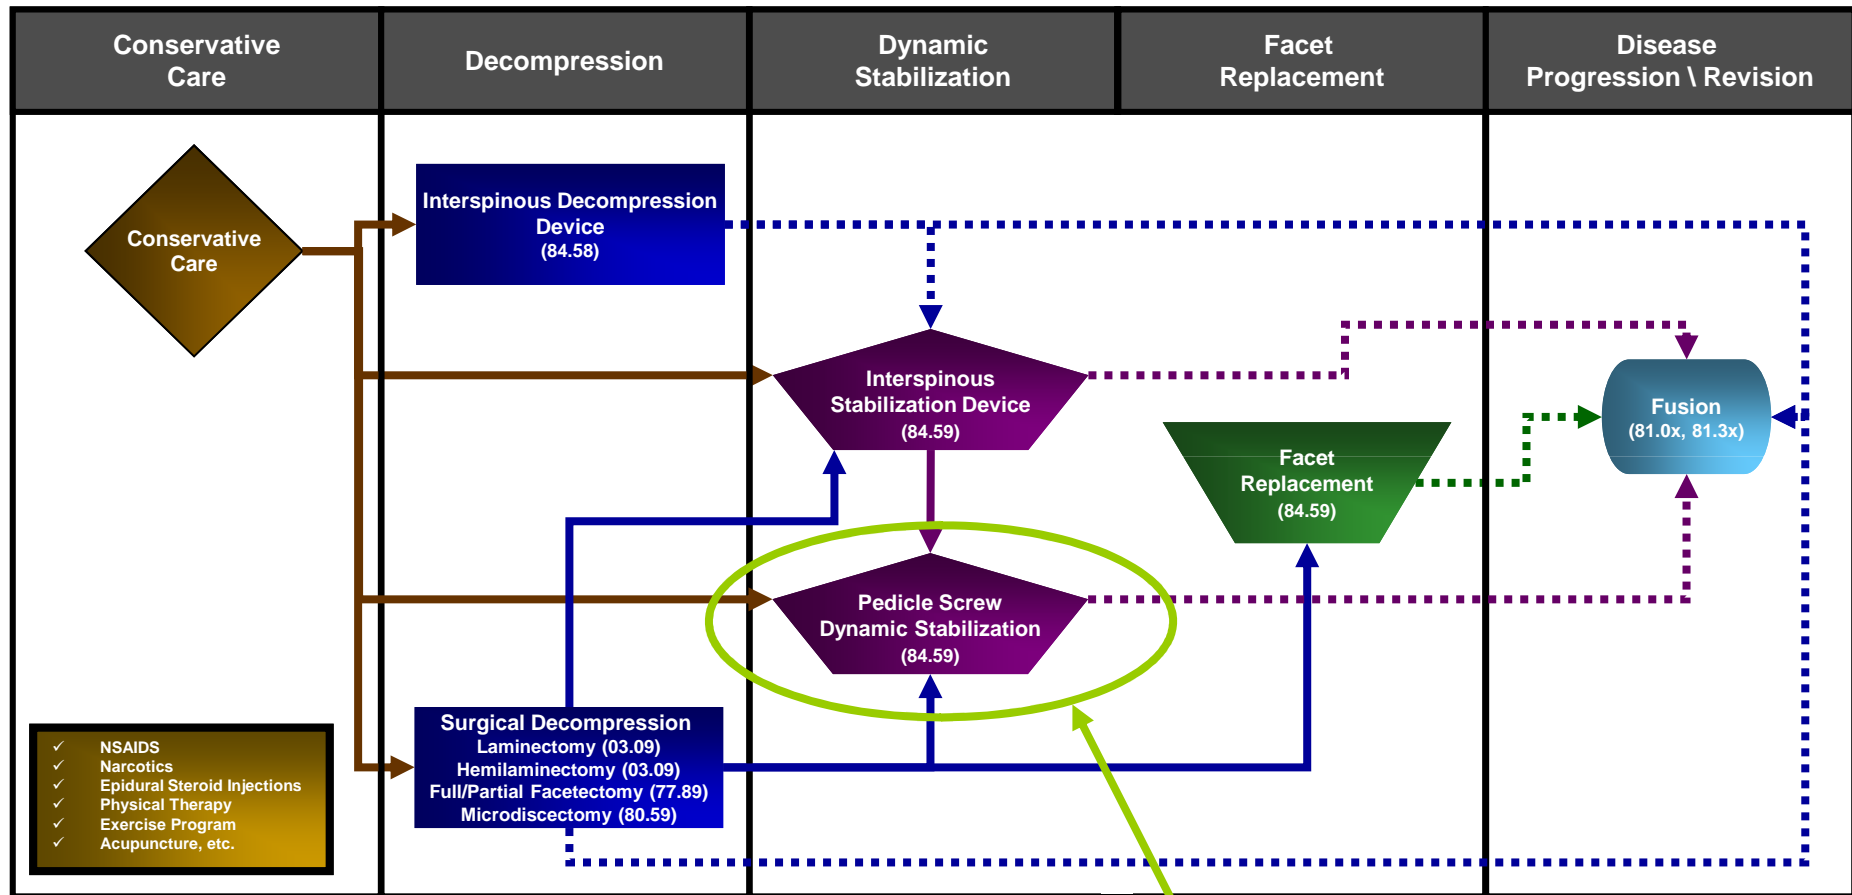 Conservative
Care
Decompression
Dynamic
Stabilization
Facet
Replacement
Disease
Progression \ Revision
Conservative
Care
Interspinous Decompression
Device
(84.58)
Interspinous
Stabilization Device
(84.59)
Facet
Replacement
(84.59)
Fusion
(81.0x, 81.3x)
Pedicle Screw
Dynamic Stabilization
(84.59)
Surgical Decompression
Laminectomy (03.09)
Hemilaminectomy (03.09)
Full/Partial Facetectomy (77.89)
Microdiscectomy (80.59)
✓ NSAIDS
✓ Narcotics
✓ Epidural Steroid Injections
✓ Physical Therapy
✓ Exercise Program
✓ Acupuncture, etc.